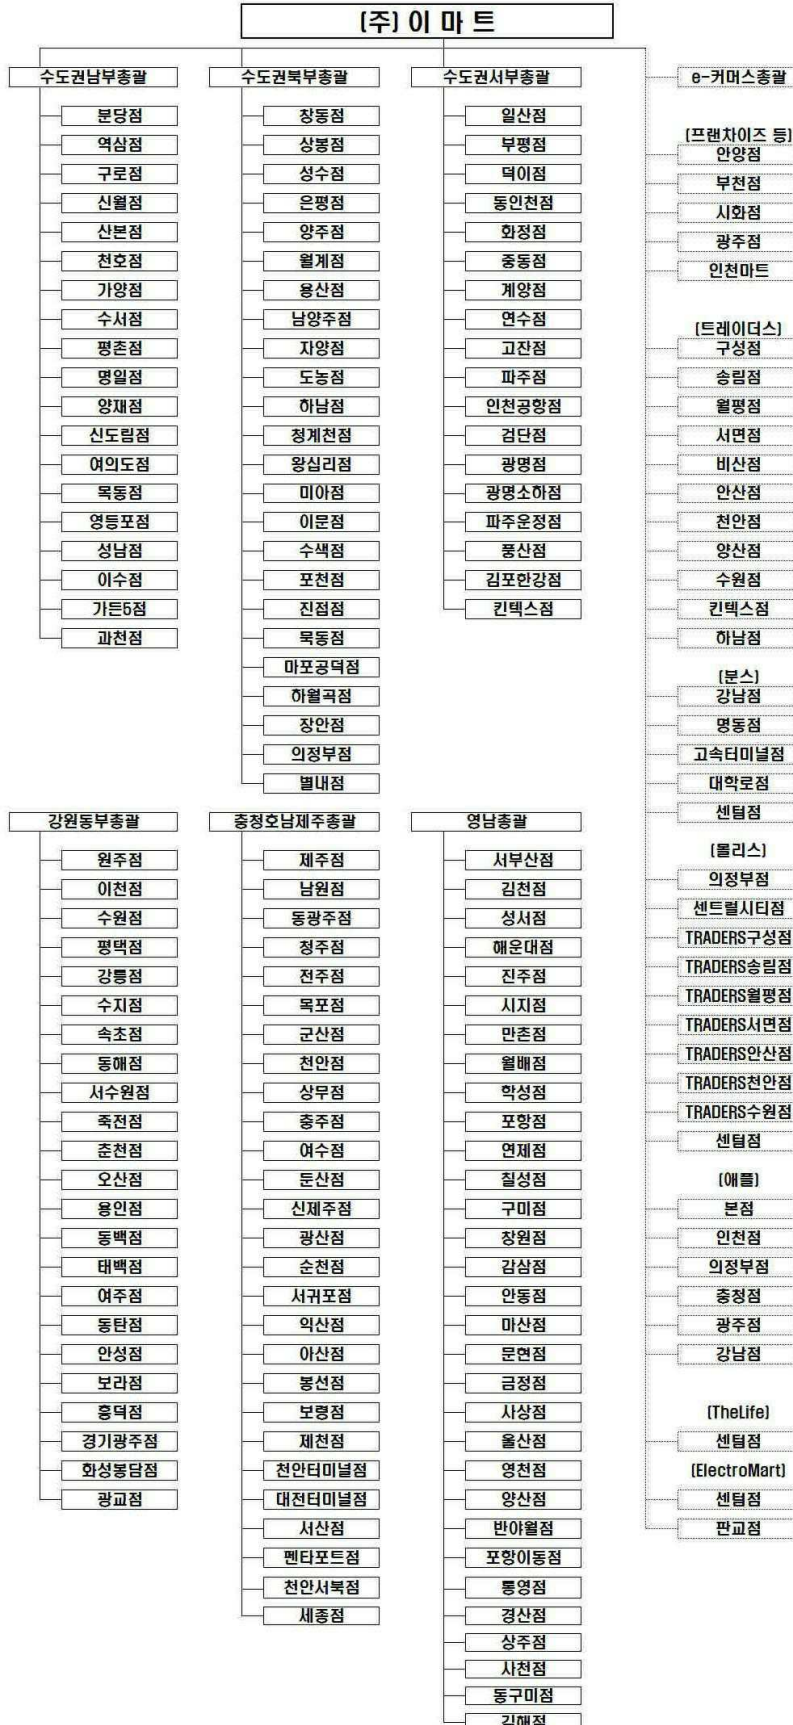 (주) 이 마 트
수도권남부총괄
분당점
역삼점
구로점
신월점
산본점
천호점
가양점
수서점
평촌점
명일점
양재점
신도림점
여의도점
목동점
영등포점
성남점
이수점
가든5점
과천점
수도권북부총괄
창동점
상봉점
성수점
은평점
양주점
월계점
용산점
남양주점
자양점
도농점
하남점
청계천점
왕십리점
미아점
이문점
수색점
포천점
진접점
묵동점
마포공덕점
하월곡점
장안점
의정부점
별내점
수도권서부총괄
일산점
부평점
덕이점
동인천점
화정점
중동점
계양점
연수점
고잔점
파주점
인천공항점
검단점
광명점
광명소하점
파주운정점
풍산점
김포한강점
킨텍스점
강원동부총괄
원주점
이천점
수원점
평택점
강릉점
수지점
속초점
동해점
서수원점
죽전점
춘천점
오산점
용인점
동백점
태백점
여주점
동탄점
안성점
보라점
흥덕점
경기광주점
화성봉담점
광교점
충청호남제주총괄
제주점
남원점
동광주점
청주점
전주점
목포점
군산점
천안점
상무점
충주점
여수점
둔산점
신제주점
광산점
순천점
서귀포점
익산점
아산점
봉선점
보령점
제천점
천안터미널점
대전터미널점
서산점
펜타포트점
천안서북점
세종점
영남총괄
서부산점
김천점
성서점
해운대점
진주점
시지점
만촌점
월배점
학성점
포항점
연제점
칠성점
구미점
창원점
감삼점
안동점
마산점
문현점
금정점
사상점
울산점
영천점
양산점
반야월점
포항이동점
통영점
경산점
상주점
사천점
동구미점
김해점
e-커머스총괄
(프랜차이즈 등)
안양점
부천점
시화점
광주점
인천마트
(트레이더스)
구성점
송림점
월평점
서면점
비산점
안산점
천안점
양산점
수원점
킨텍스점
하남점
(분스)
강남점
명동점
고속터미널점
대학로점
센텀점
(몰리스)
의정부점
센트럴시티점
TRADERS구성점
TRADERS송림점
TRADERS월평점
TRADERS서면점
TRADERS안산점
TRADERS천안점
TRADERS수원점
센텀점
(애플)
본점
인천점
의정부점
충청점
광주점
강남점
(TheLife)
센텀점
(ElectroMart)
센텀점
판교점